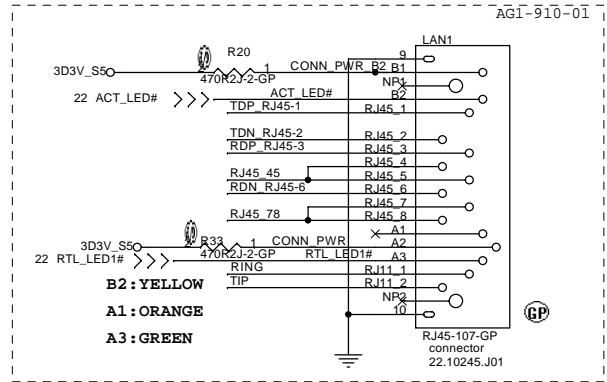 AG1-910-01
LAN1
9
R20
3D3V_S5
2
1
470R2J-2-GP
CONN_PWR_B2
B1
NP1
22 ACT_LED#
ACT_LED#
B2
TDP_RJ45-1
RJ45_1
TDN_RJ45-2
RJ45_2
RDP_RJ45-3
RJ45_3
RJ45_4
RJ45_45
RJ45_5
RDN_RJ45-6
RJ45_6
RJ45_7
RJ45_78
RJ45_8
A1
R33
3D3V_S5
2
1
470R2J-2-GP
CONN_PWR
A2
22 RTL_LED1#
RTL_LED1#
A3
RING
RJ11_1
TIP
RJ11_2
B2:YELLOW
NP2
10
A1:ORANGE
GP
A3:GREEN
RJ45-107-GP
connector
22.10245.J01